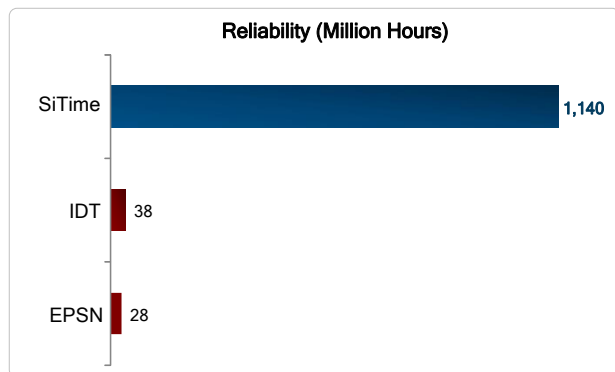 Reliability (Million Hours)
SiTime
1,140
IDT
38
EPSN
28